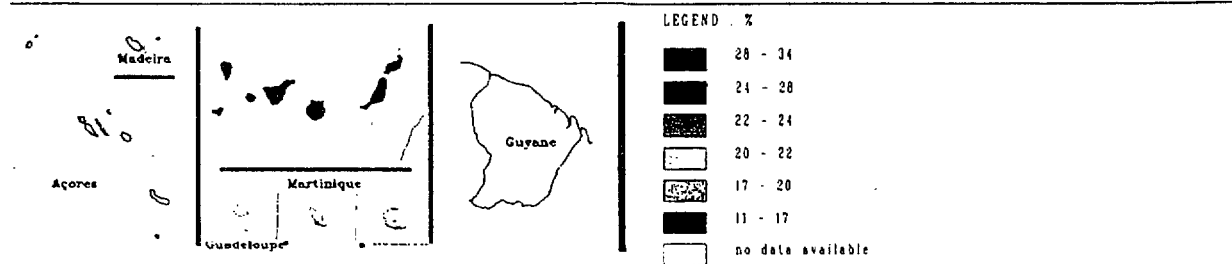 Madeira
Açores
Martinique
Guadeloupe
Guyane
LEGEND . %
28 - 34
24 - 28
22 - 24
20 - 22
17 - 20
11 - 17
no data available